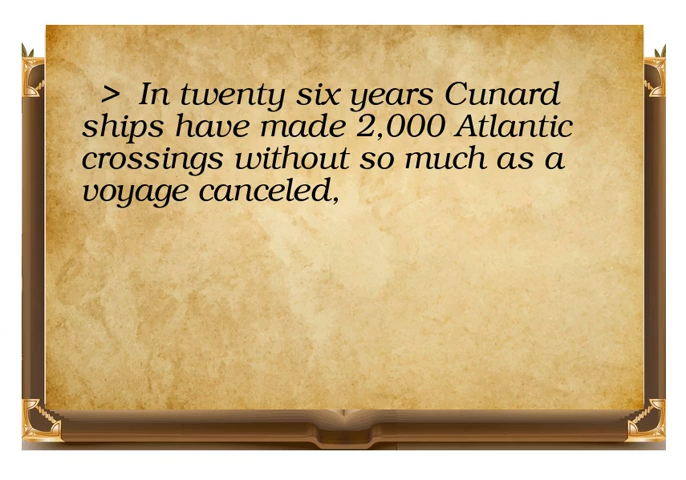 > In twenty six years Cunard
ships have made 2,000 Atlantic
crossings without so much as a
voyage canceled,